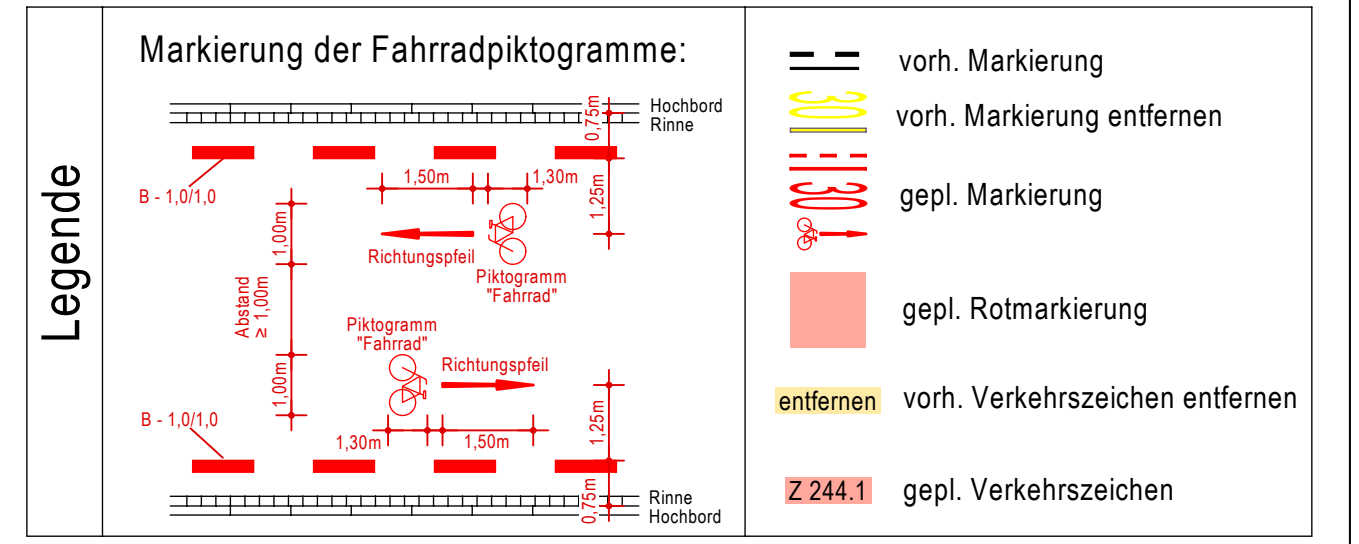 Legende
Markierung der Fahrradpiktogramme:
Hochbord
Rinne
0,75m
B - 1,0/1,0
1,50m
1,30m
1,25m
1,00m
Richtungspfeil
Piktogramm
"Fahrrad"
Abstand
≥ 1,00m
Piktogramm
"Fahrrad"
Richtungspfeil
1,00m
B - 1,0/1,0
1,30m
1,50m
1,25m
0,75m
Rinne
Hochbord
vorh. Markierung
30
vorh. Markierung entfernen
30
gepl. Markierung
gepl. Rotmarkierung
entfernen
vorh. Verkehrszeichen entfernen
Z 244.1
gepl. Verkehrszeichen